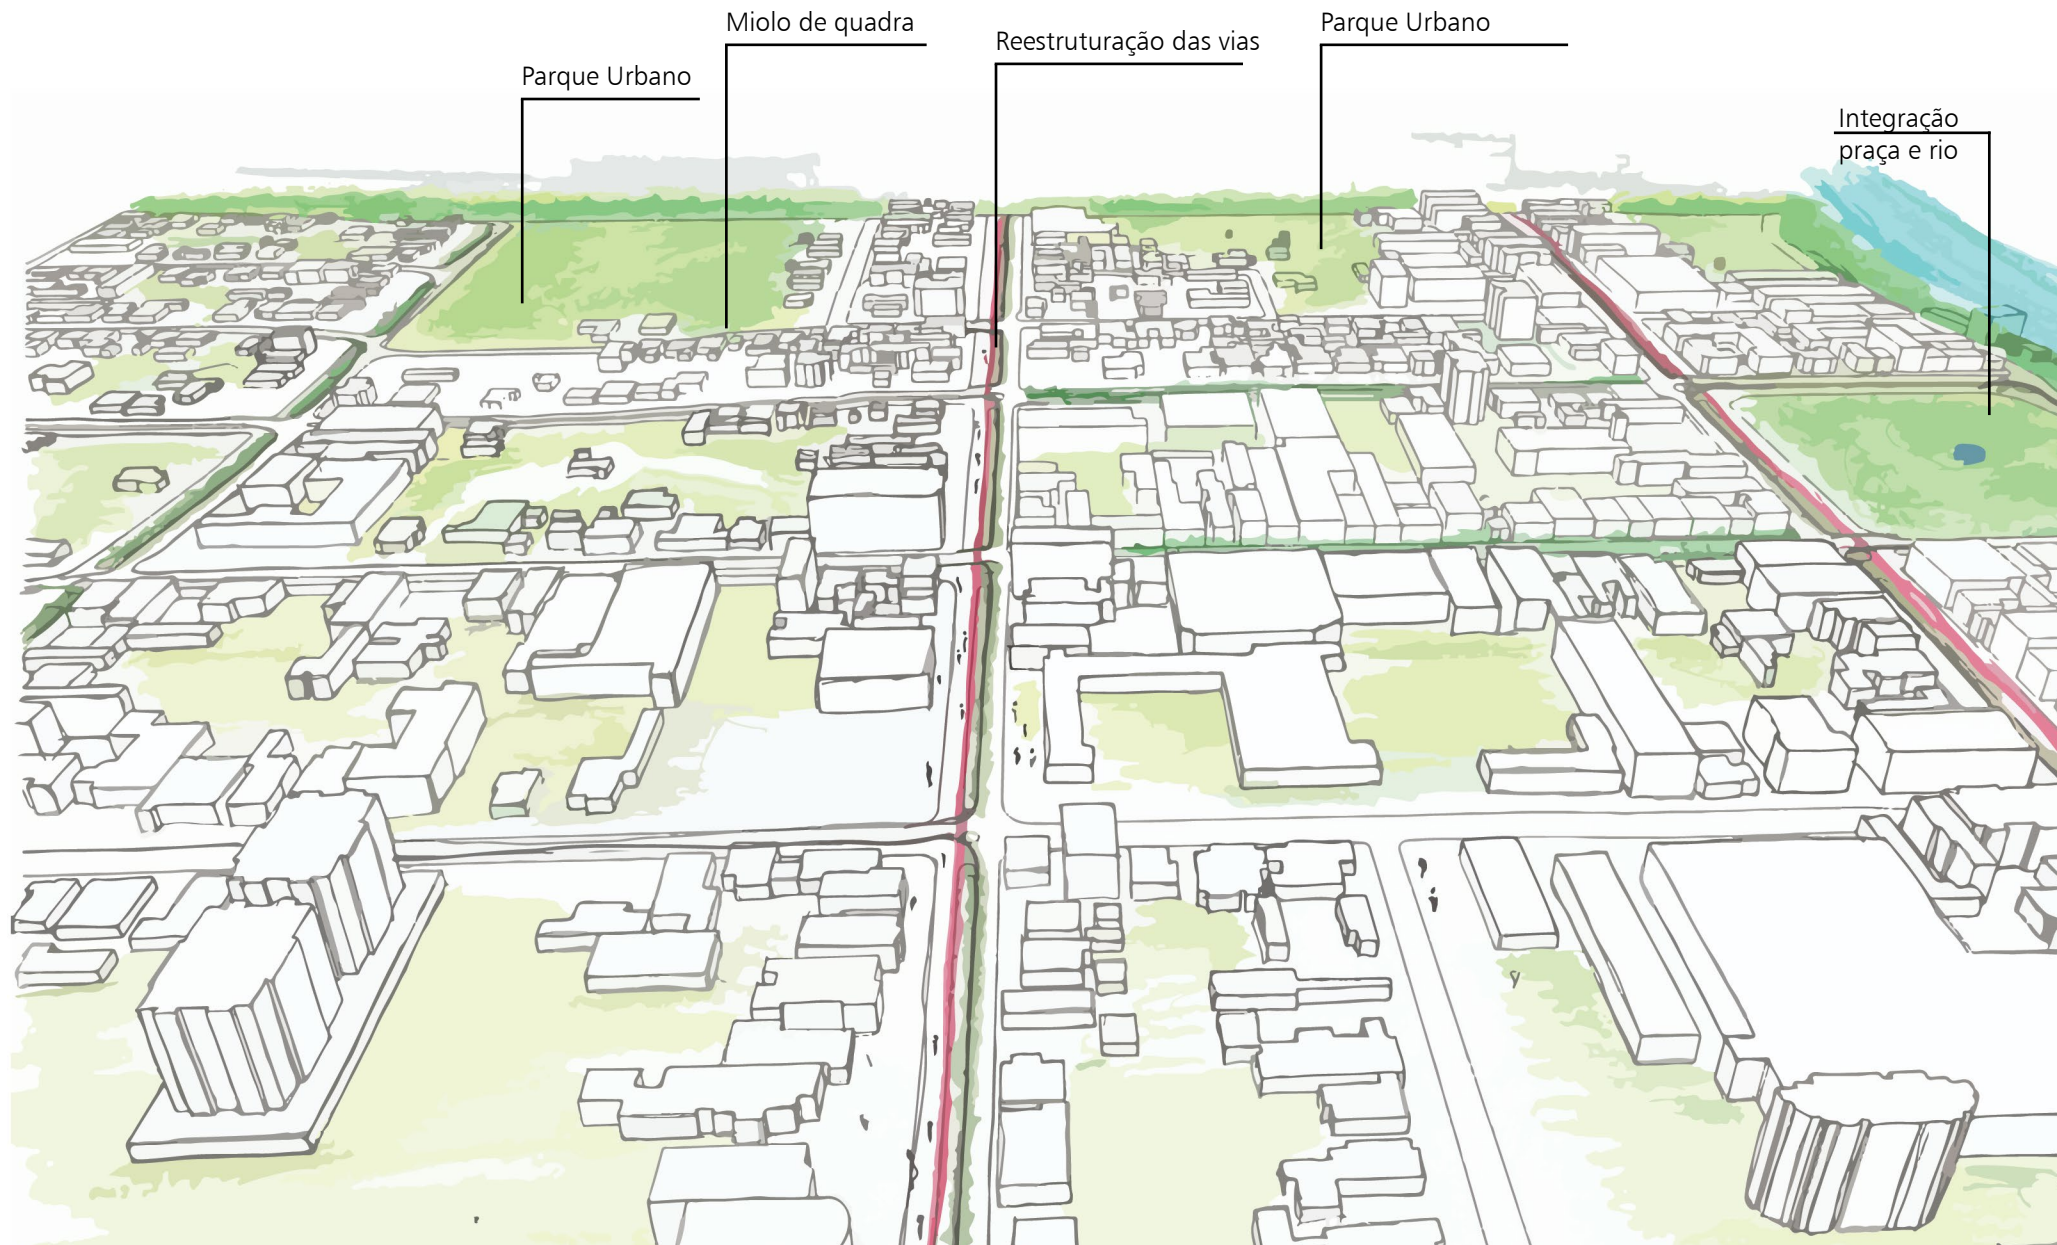 Parque Urbano
Miolo de quadra
Reestruturação das vias
Parque Urbano
Integração
praça e rio